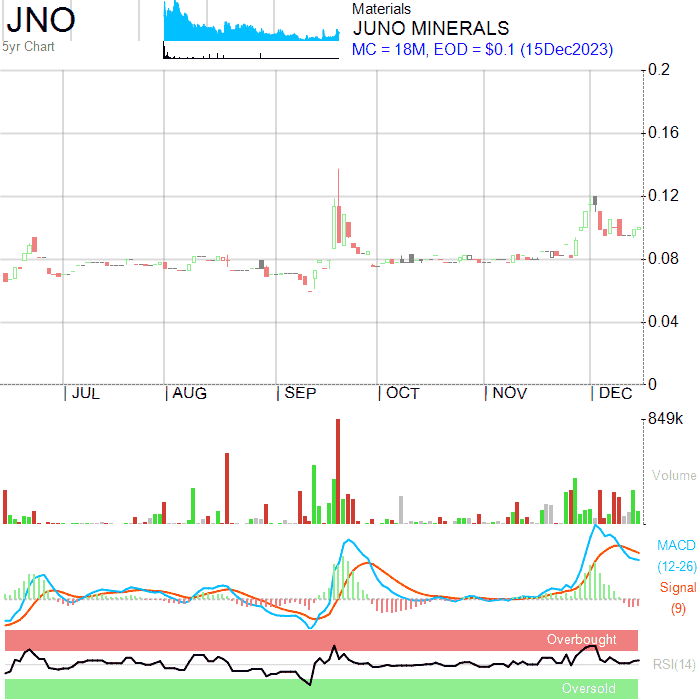 JNO
5yr Chart
Materials
JUNO MINERALS
MC = 18M, EOD = $0.1 (15Dec2023)
0.2
0.16
0.12
0.08
0.04
0
JUL AUG SEP OCT NOV DEC
849k
Volume
MACD
(12-26)
Signal
(9)
Overbought
RSI(14)
Oversold